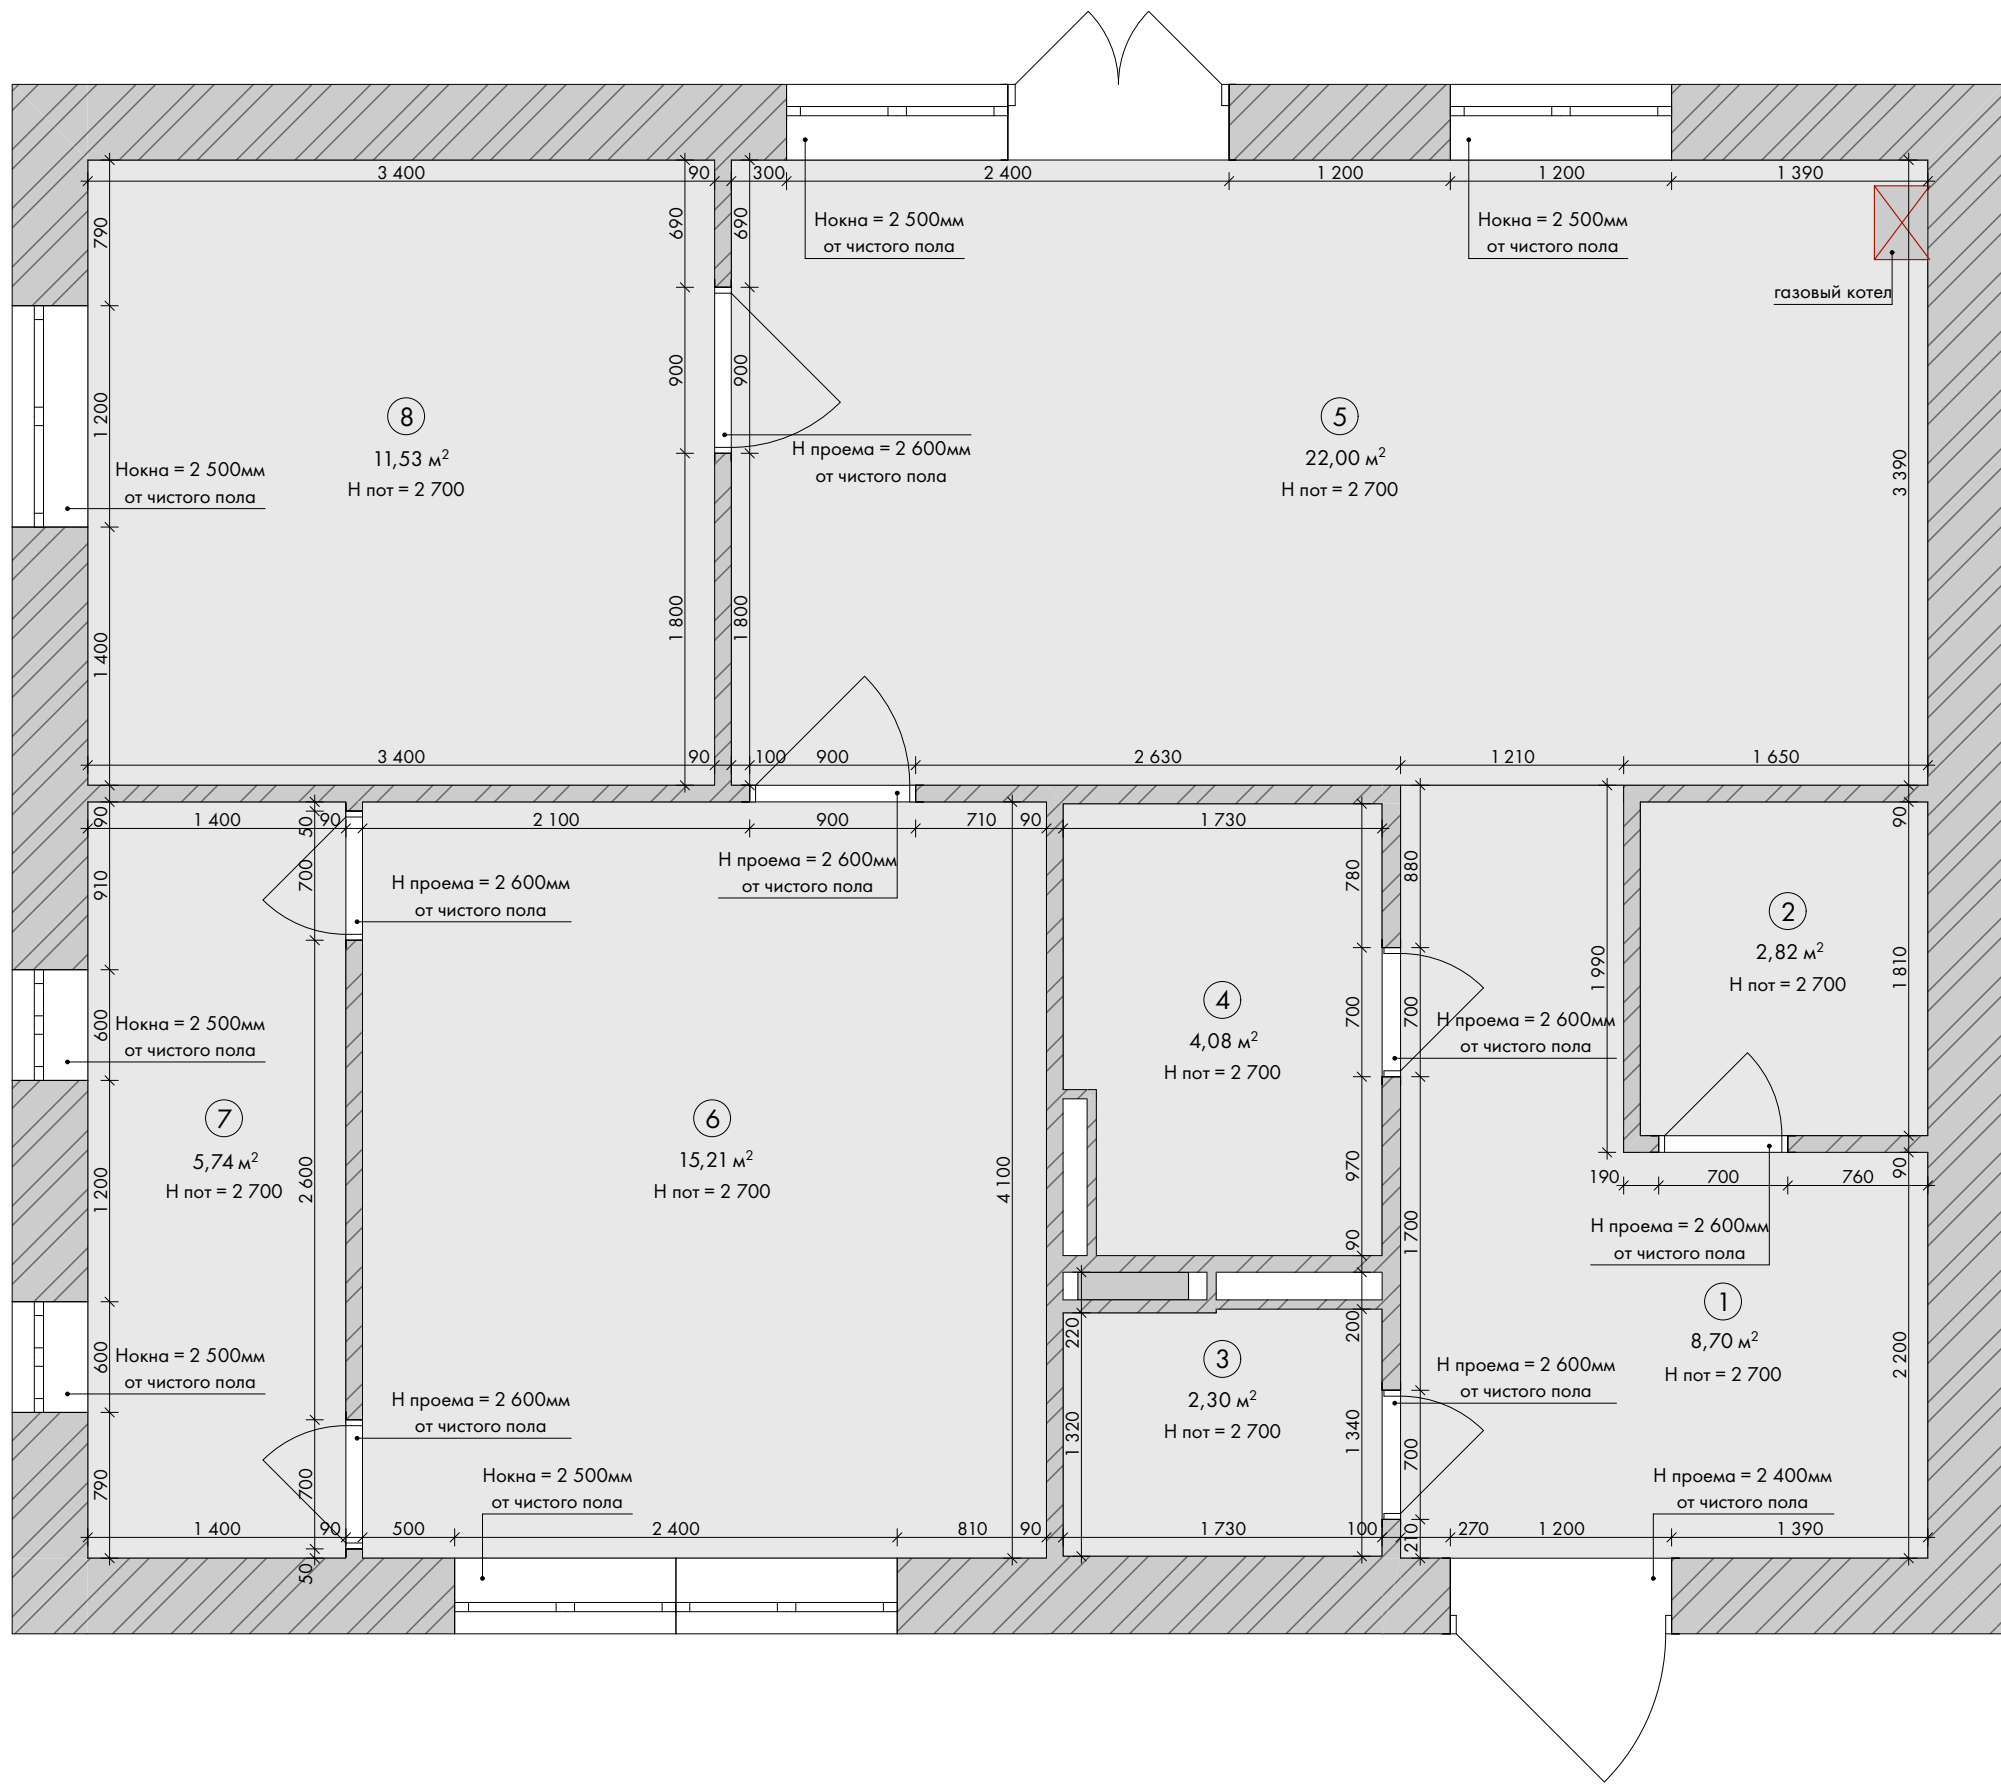 3 400
90
300
2 400
1 200
1 200
1 390
790
690
690
Hокна = 2 500мм
от чистого пола
Hокна = 2 500мм
от чистого пола
газовый котел
1 200
900
900
8
11,53 м²
H пот = 2 700
5
22,00 м²
H пот = 2 700
H проема = 2 600мм
от чистого пола
3 390
Hокна = 2 500мм
от чистого пола
1 400
1 800
1 800
3 400
90
100
900
2 630
1 210
1 650
90
1 400
90
50
2 100
900
710
90
1 730
90
910
700
H проема = 2 600мм
от чистого пола
H проема = 2 600мм
от чистого пола
780
880
2
2,82 м²
H пот = 2 700
1 990
1 810
600
Hокна = 2 500мм
от чистого пола
4
4,08 м²
H пот = 2 700
700
700
H проема = 2 600мм
от чистого пола
7
5,74 м²
H пот = 2 700
1 200
2 600
6
15,21 м²
H пот = 2 700
4 100
970
90
1 700
190
700
760
90
H проема = 2 600мм
от чистого пола
1
8,70 м²
H пот = 2 700
2 200
600
Hокна = 2 500мм
от чистого пола
220
200
3
2,30 м²
H пот = 2 700
1 320
1 340
H проема = 2 600мм
от чистого пола
700
H проема = 2 600мм
от чистого пола
790
700
Hокна = 2 500мм
от чистого пола
H проема = 2 400мм
от чистого пола
1 400
90
50
500
2 400
810
90
1 730
100
210
270
1 200
1 390